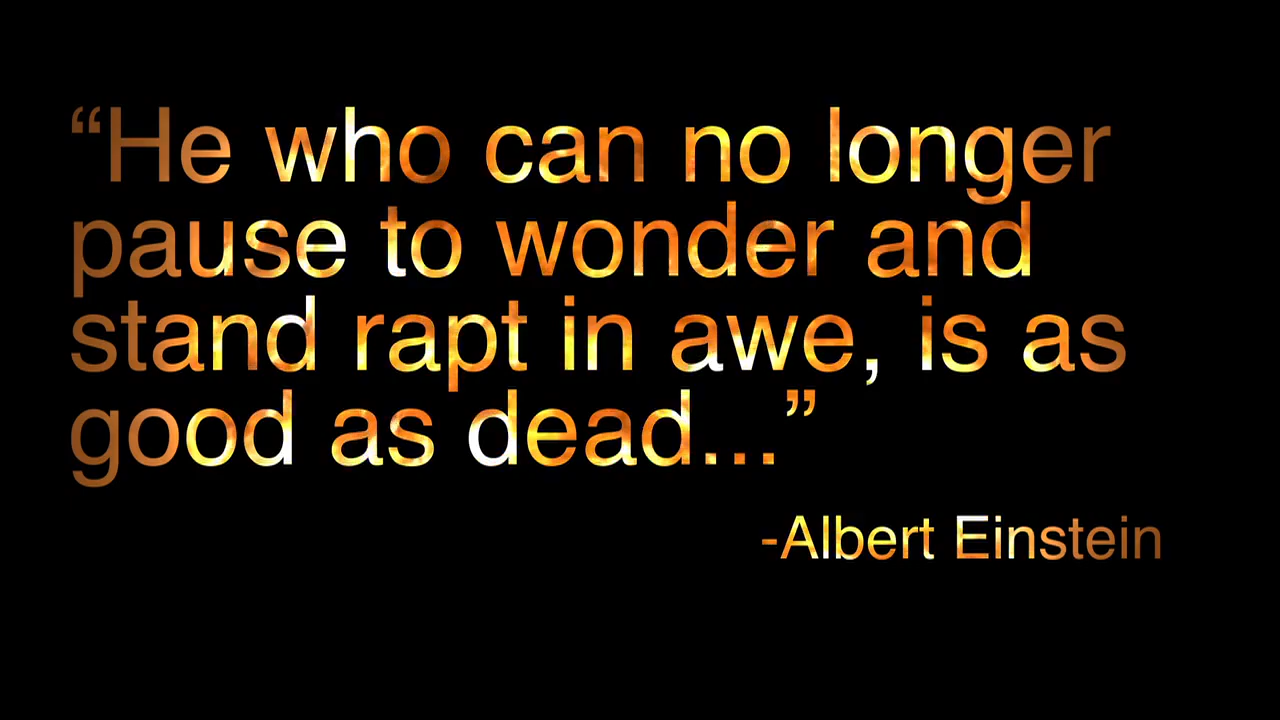 “He who can no longer
pause to wonder and
stand rapt in awe, is as
good as dead...”
-Albert Einstein